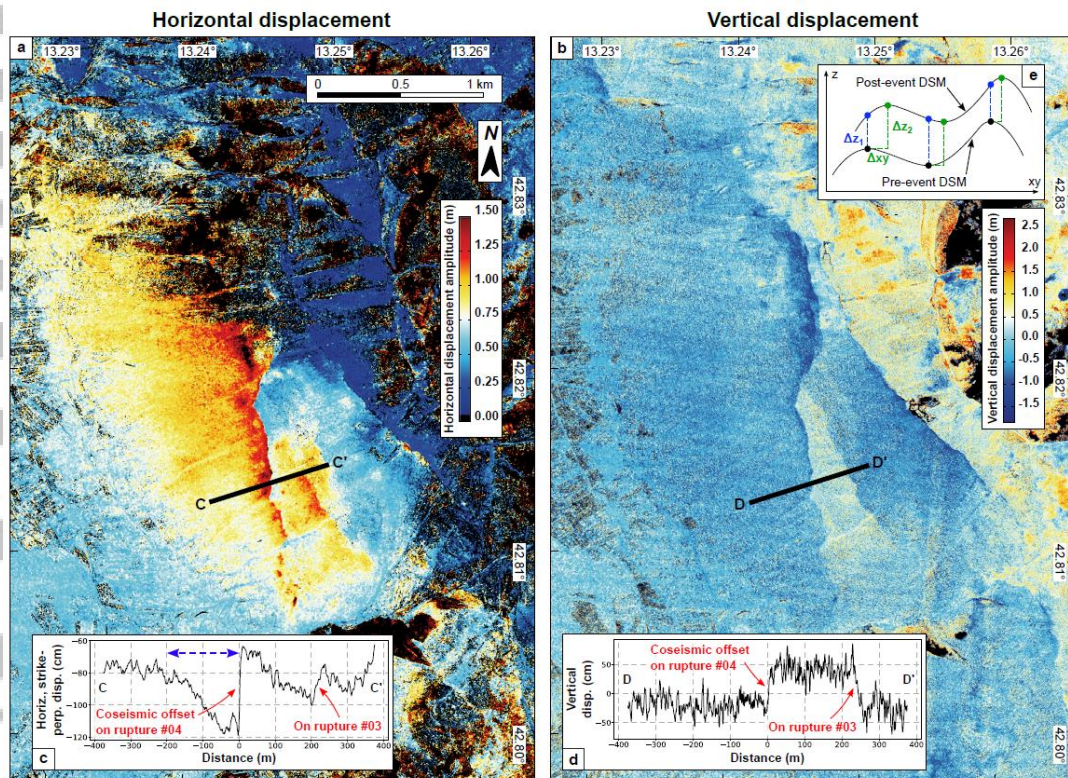 Horizontal displacement
Vertical displacement
a
13.23°
13.24°
13.25°
13.26°
0
0.5
1 km
N
Horizontal displacement amplitude (m)
1.50
1.25
1.00
0.75
0.50
0.25
0.00
42.83°
42.82°
42.81°
42.80°
C
C'
Horiz., strike-
perp. disp. (cm)
−60
−80
−100
−120
C
C'
Coseismic offset
on rupture #04
On rupture #03
−400
−300
−200
−100
0
100
200
300
400
Distance (m)
c
b
13.23°
13.24°
13.25°
13.26°
e
z
Post-event DSM
Δz1
Δz2
Δxy
Pre-event DSM
xy
Vertical displacement amplitude (m)
2.5
2.0
1.5
1.0
0.5
0.0
-0.5
-1.0
-1.5
42.83°
42.82°
42.81°
42.80°
D
D'
Vertical
disp. (cm)
50
0
−50
D
D'
Coseismic offset
on rupture #04
On rupture #03
−400
−300
−200
−100
0
100
200
300
400
Distance (m)
d